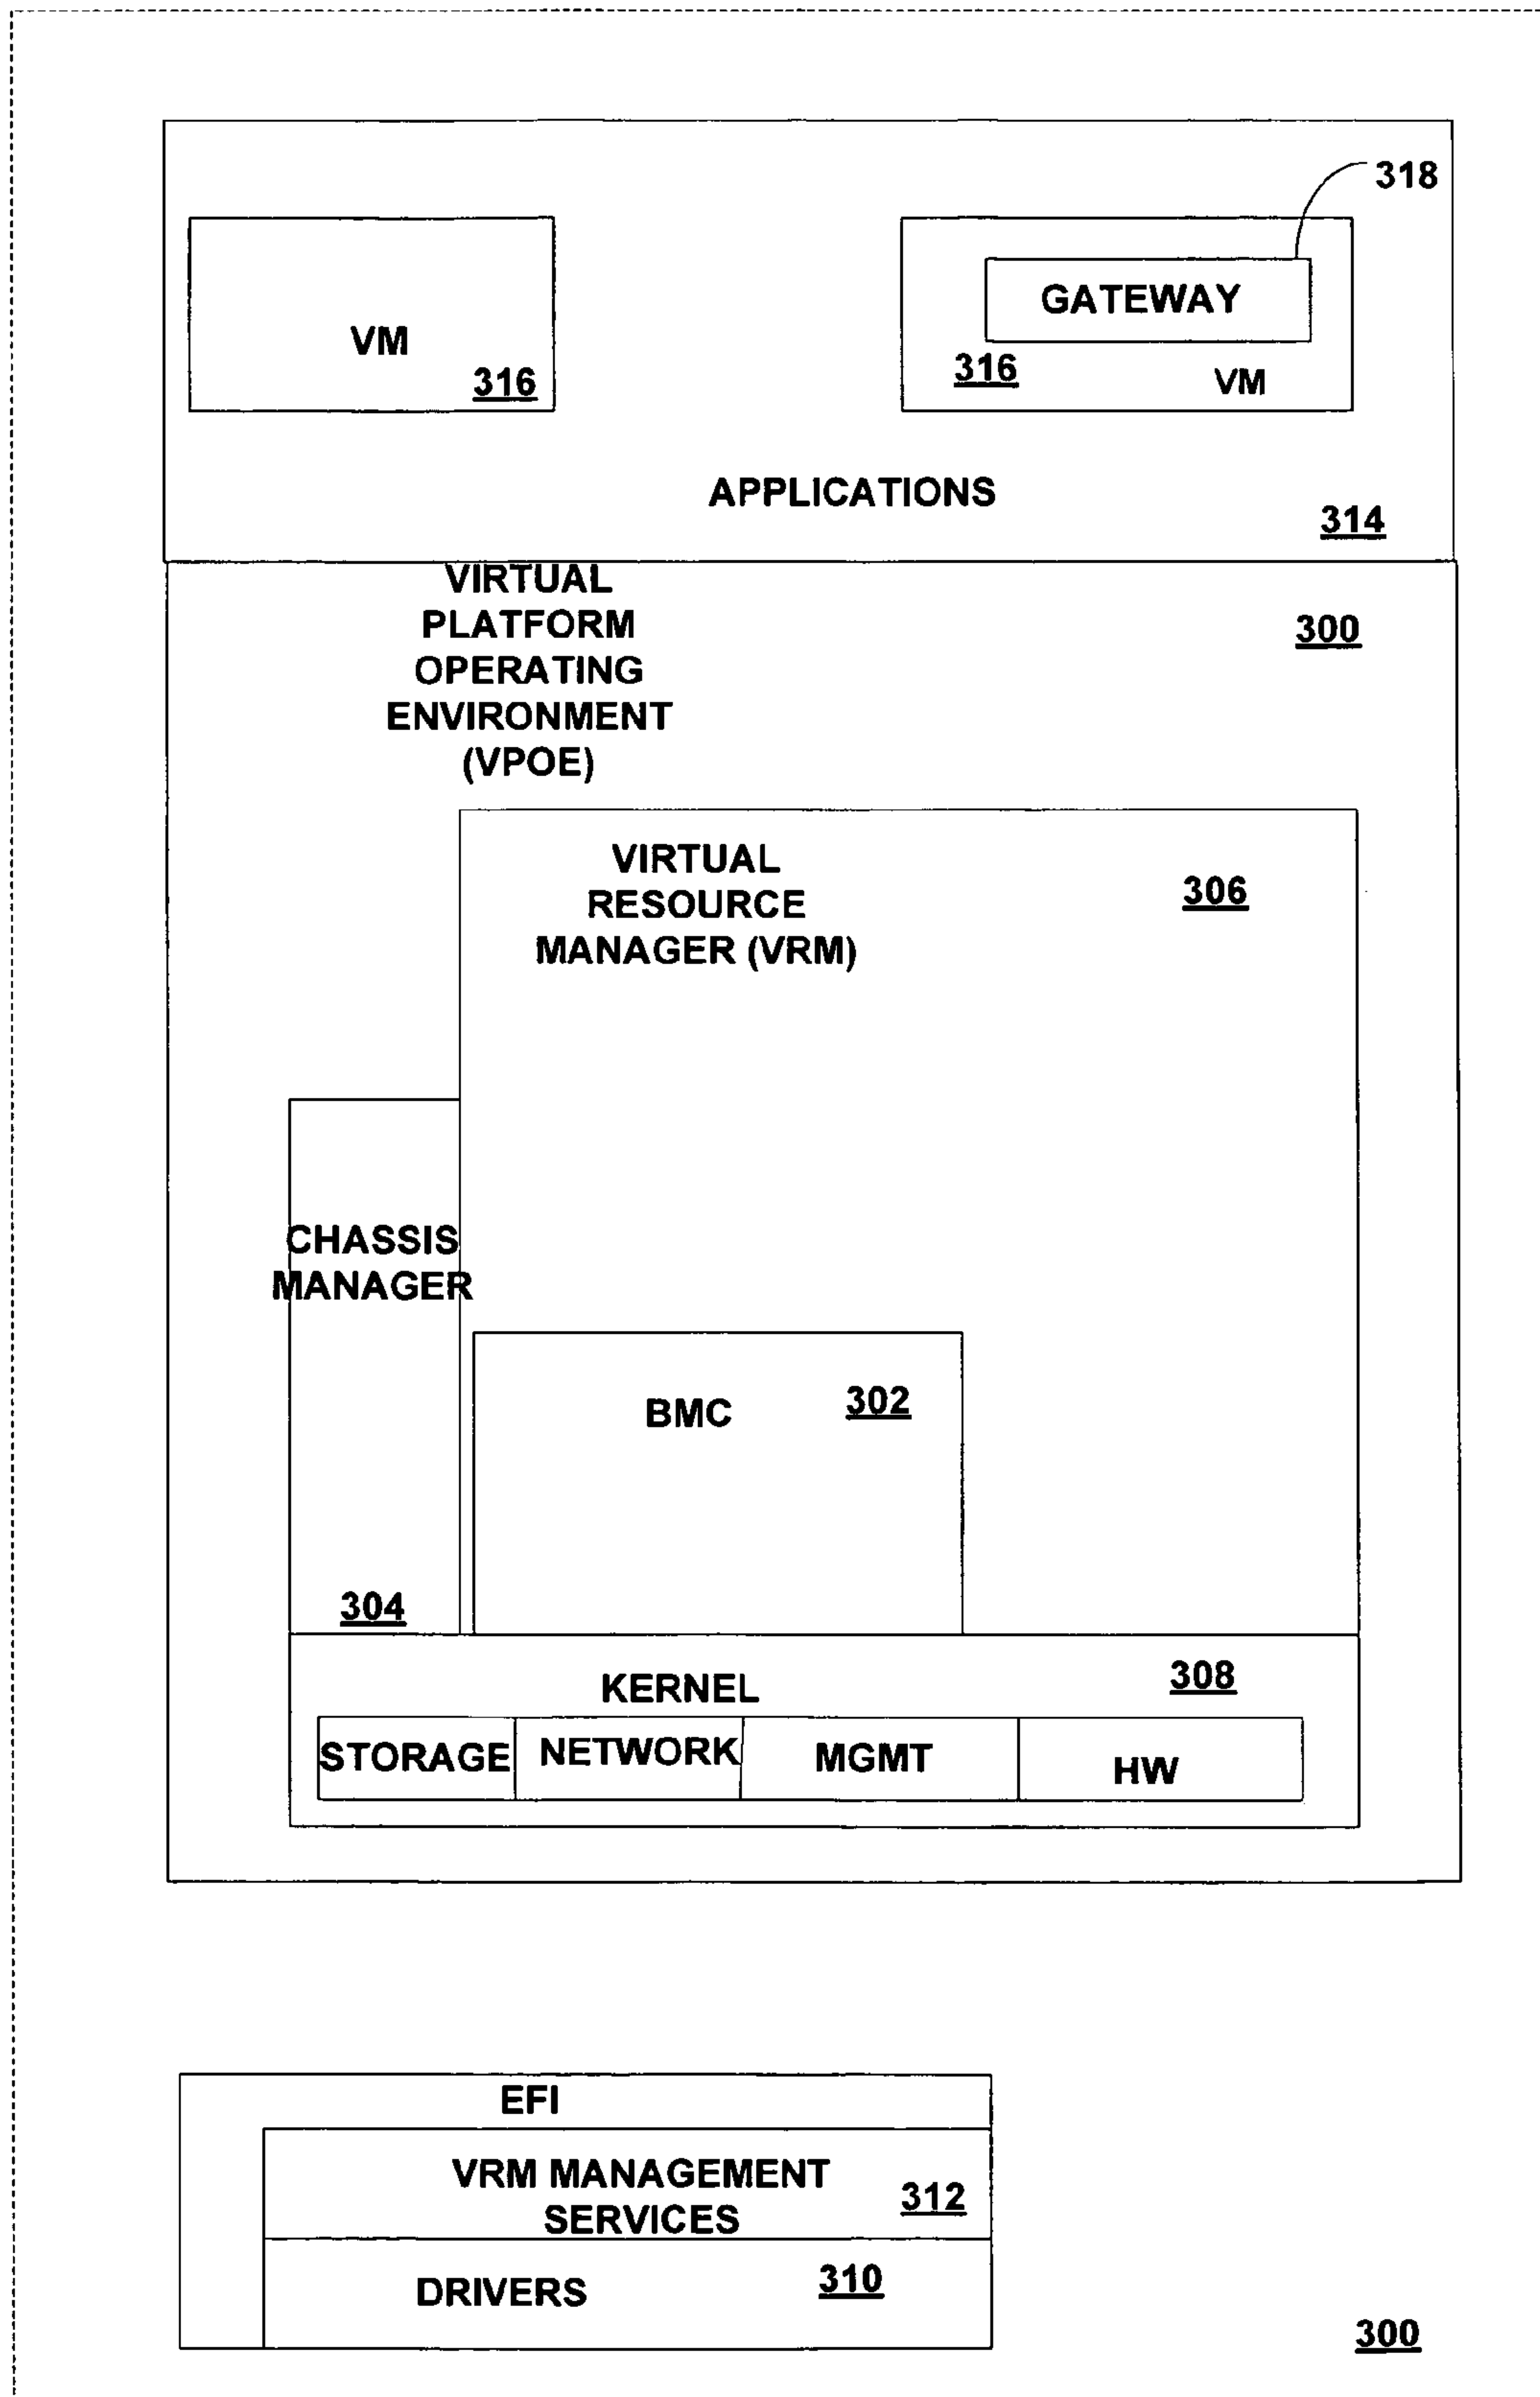 318
GATEWAY
VM
316
316
VM
APPLICATIONS
314
VIRTUAL
PLATFORM
OPERATING
ENVIRONMENT
(VPOE)
300
VIRTUAL
RESOURCE
MANAGER (VRM)
306
CHASSIS
MANAGER
BMC
302
304
KERNEL
308
STORAGE
NETWORK
MGMT
HW
EFI
VRM MANAGEMENT
SERVICES
312
DRIVERS
310
300